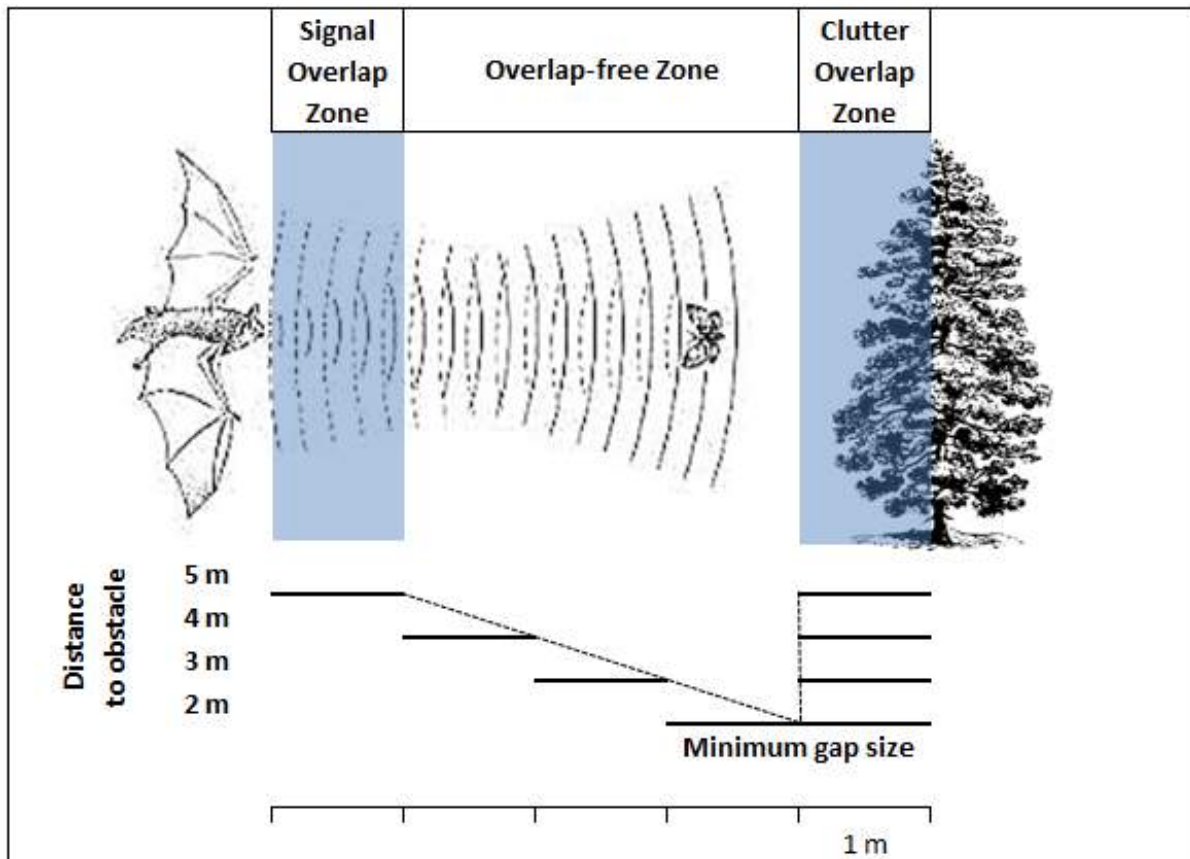 Signal
Overlap
Zone
Overlap-free Zone
Clutter
Overlap
Zone
Distance
to obstacle
5 m
4 m
3 m
2 m
Minimum gap size
1 m